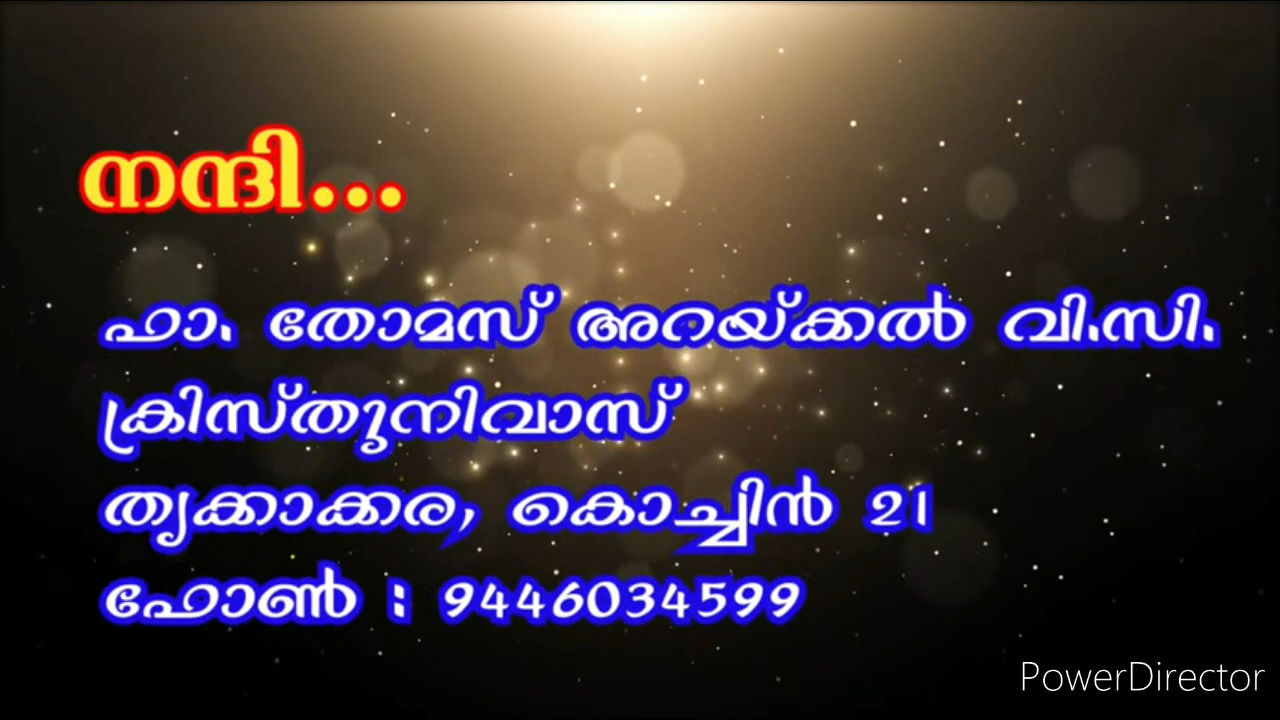 നന്ദി...
ഫാ. തോമസ് അറയ്ക്കൽ വി.സി.
ക്രിസ്തുനിവാസ്
തൃക്കാക്കര, കൊച്ചിൻ 21
ഫോൺ : 9446034599
PowerDirector